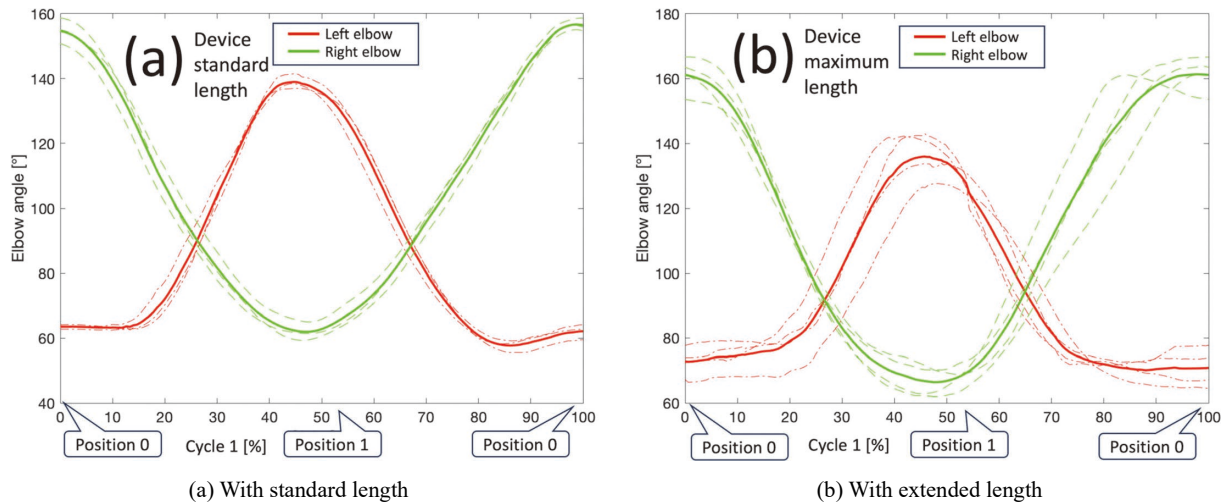 (a) Device
standard
length
Left elbow
Right elbow
Elbow angle [°]
160
140
120
100
80
60
40
0 10 20 30 40 50 60 70 80 90 100
Position 0 Cycle 1 [%] Position 1 Position 0
(a) With standard length
(b) Device
maximum
length
Left elbow
Right elbow
Elbow angle [°]
180
160
140
120
100
80
60
0 10 20 30 40 50 60 70 80 90 100
Position 0 Cycle 1 [%] Position 1 Position 0
(b) With extended length